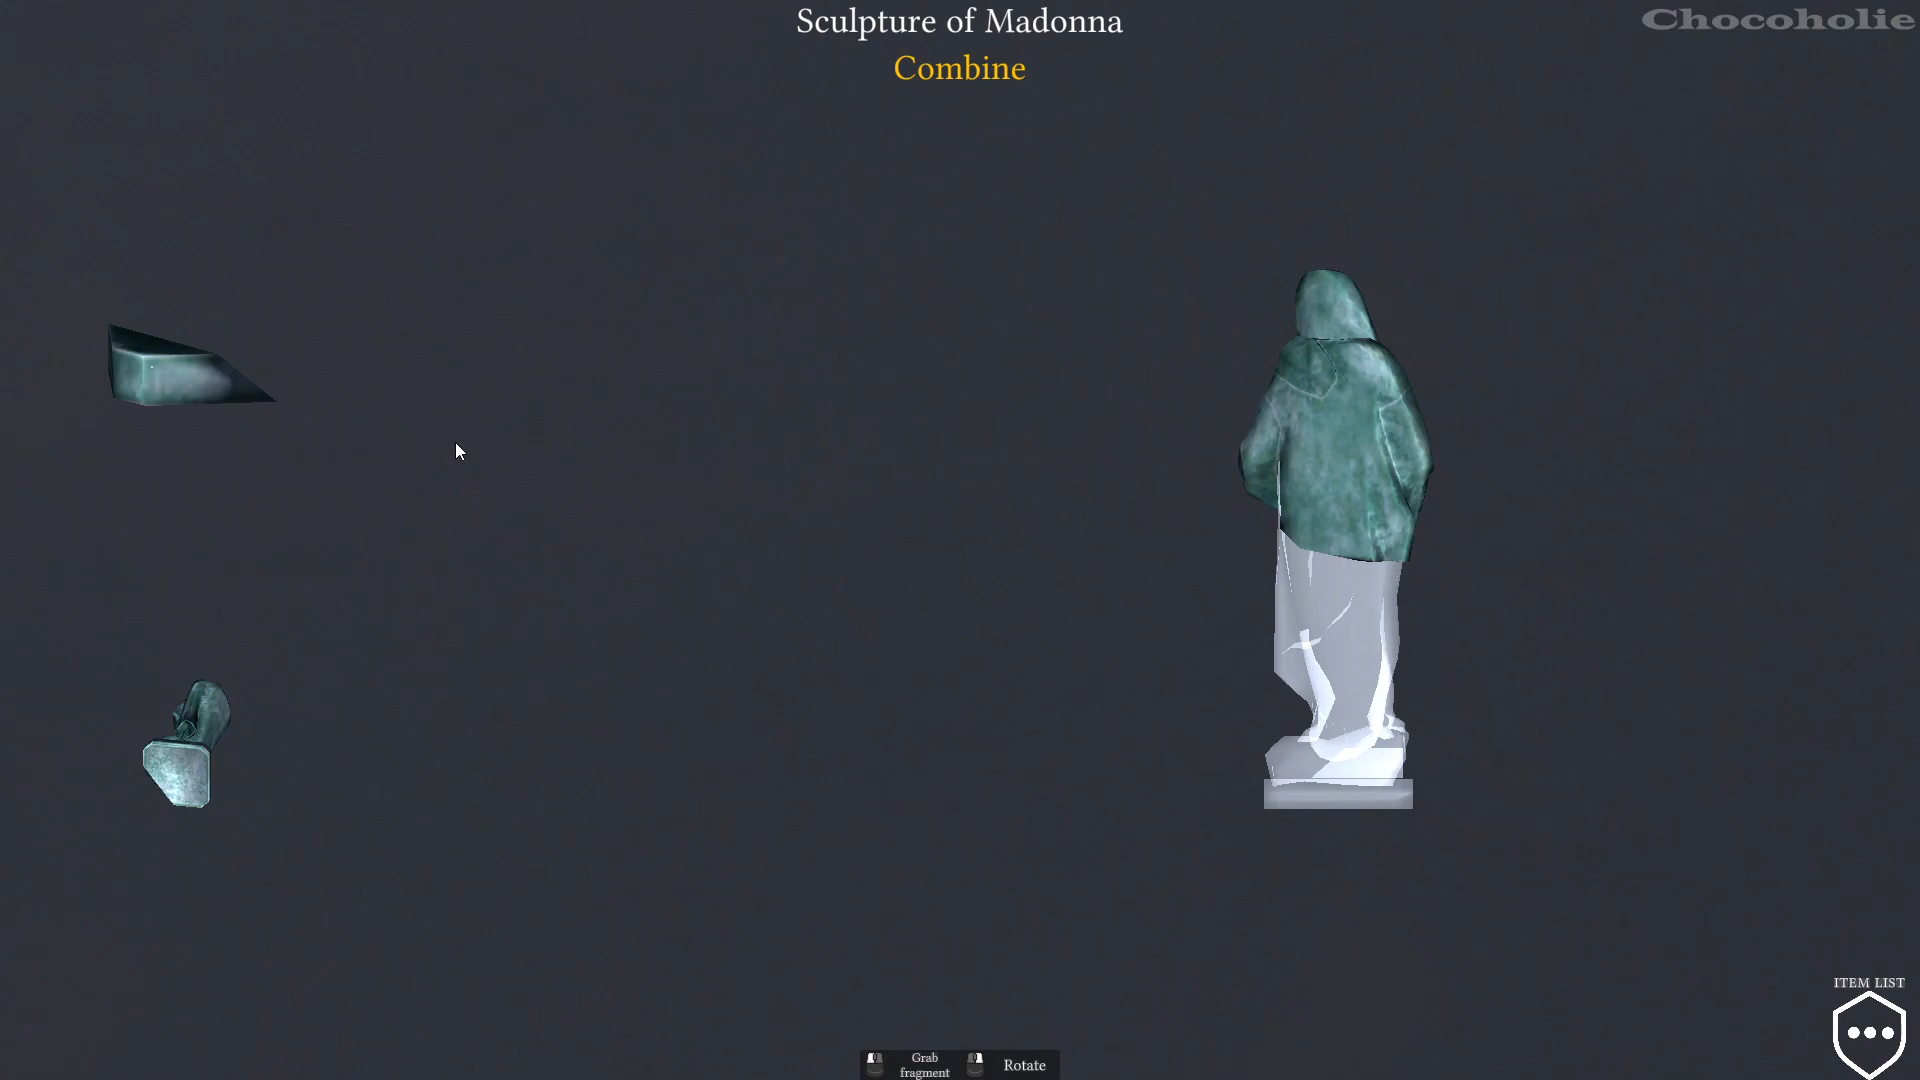 Sculpture of Madonna
Chocoholie
Combine
ITEM LIST
Grab
fragment
Rotate